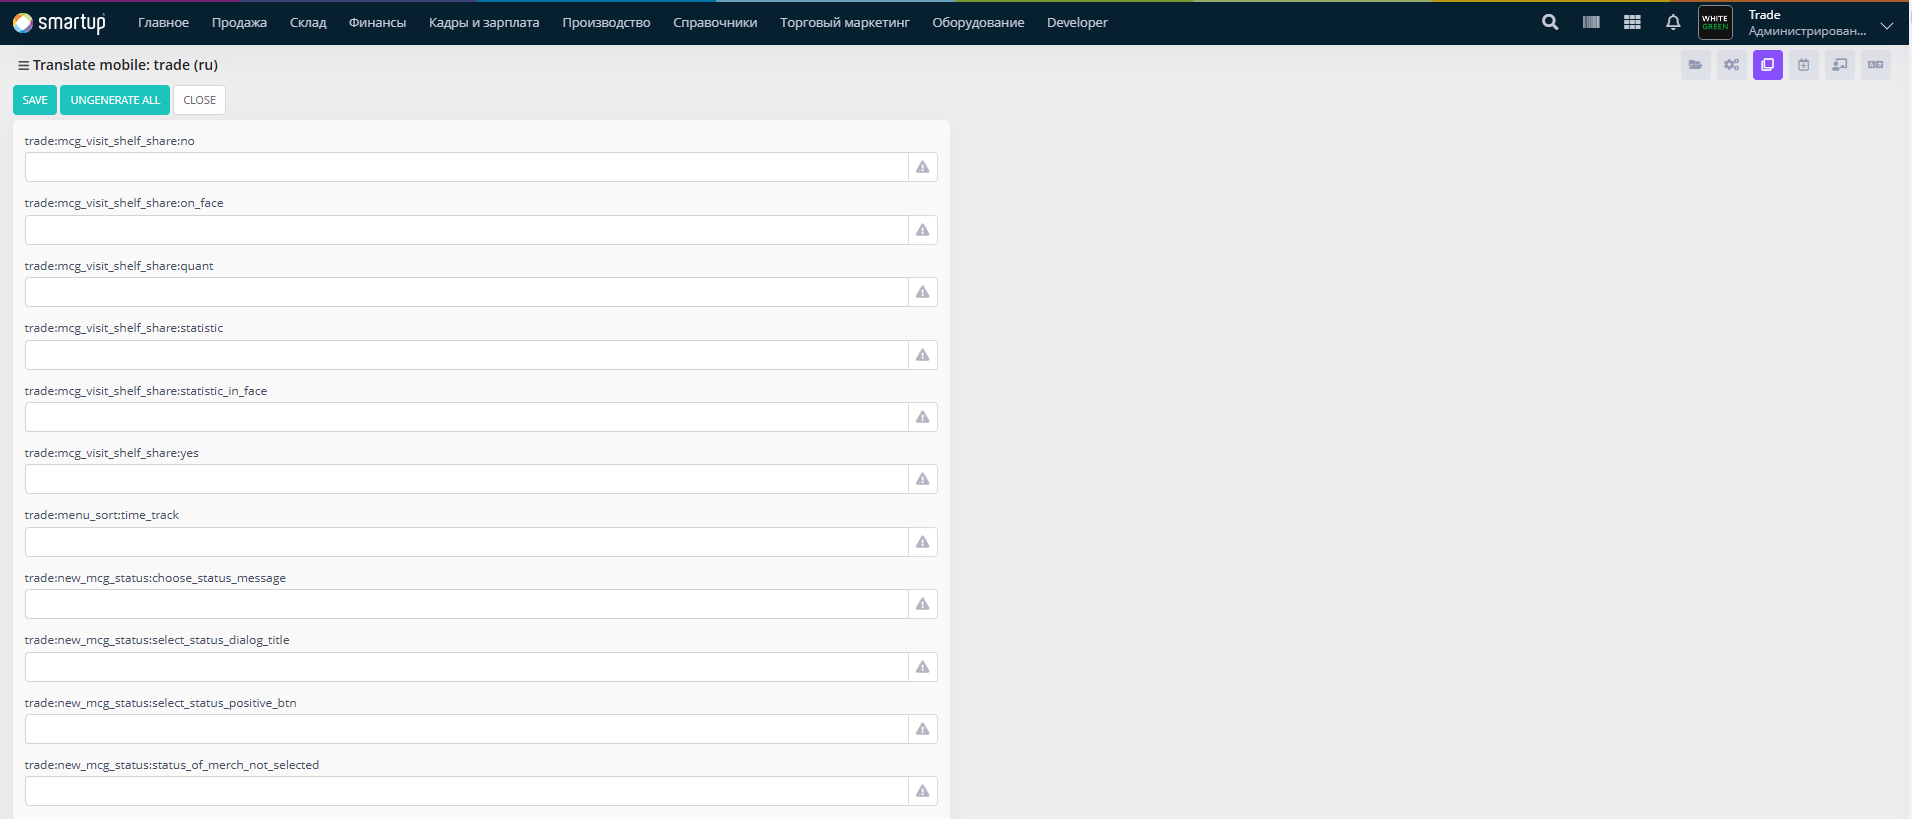 smartup Главное Продажа Склад Финансы Кадры и зарплата Производство Справочники Торговый маркетинг Оборудование Developer WHITE GREEN Trade Администрирован...
Translate mobile: trade (ru)
SAVE UNGENERATE ALL CLOSE
trade:mcg_visit_shelf_share:no
trade:mcg_visit_shelf_share:on_face
trade:mcg_visit_shelf_share:quant
trade:mcg_visit_shelf_share:statistic
trade:mcg_visit_shelf_share:statistic_in_face
trade:mcg_visit_shelf_share:yes
trade:menu_sort:time_track
trade:new_mcg_status:choose_status_message
trade:new_mcg_status:select_status_dialog_title
trade:new_mcg_status:select_status_positive_btn
trade:new_mcg_status:status_of_merch_not_selected